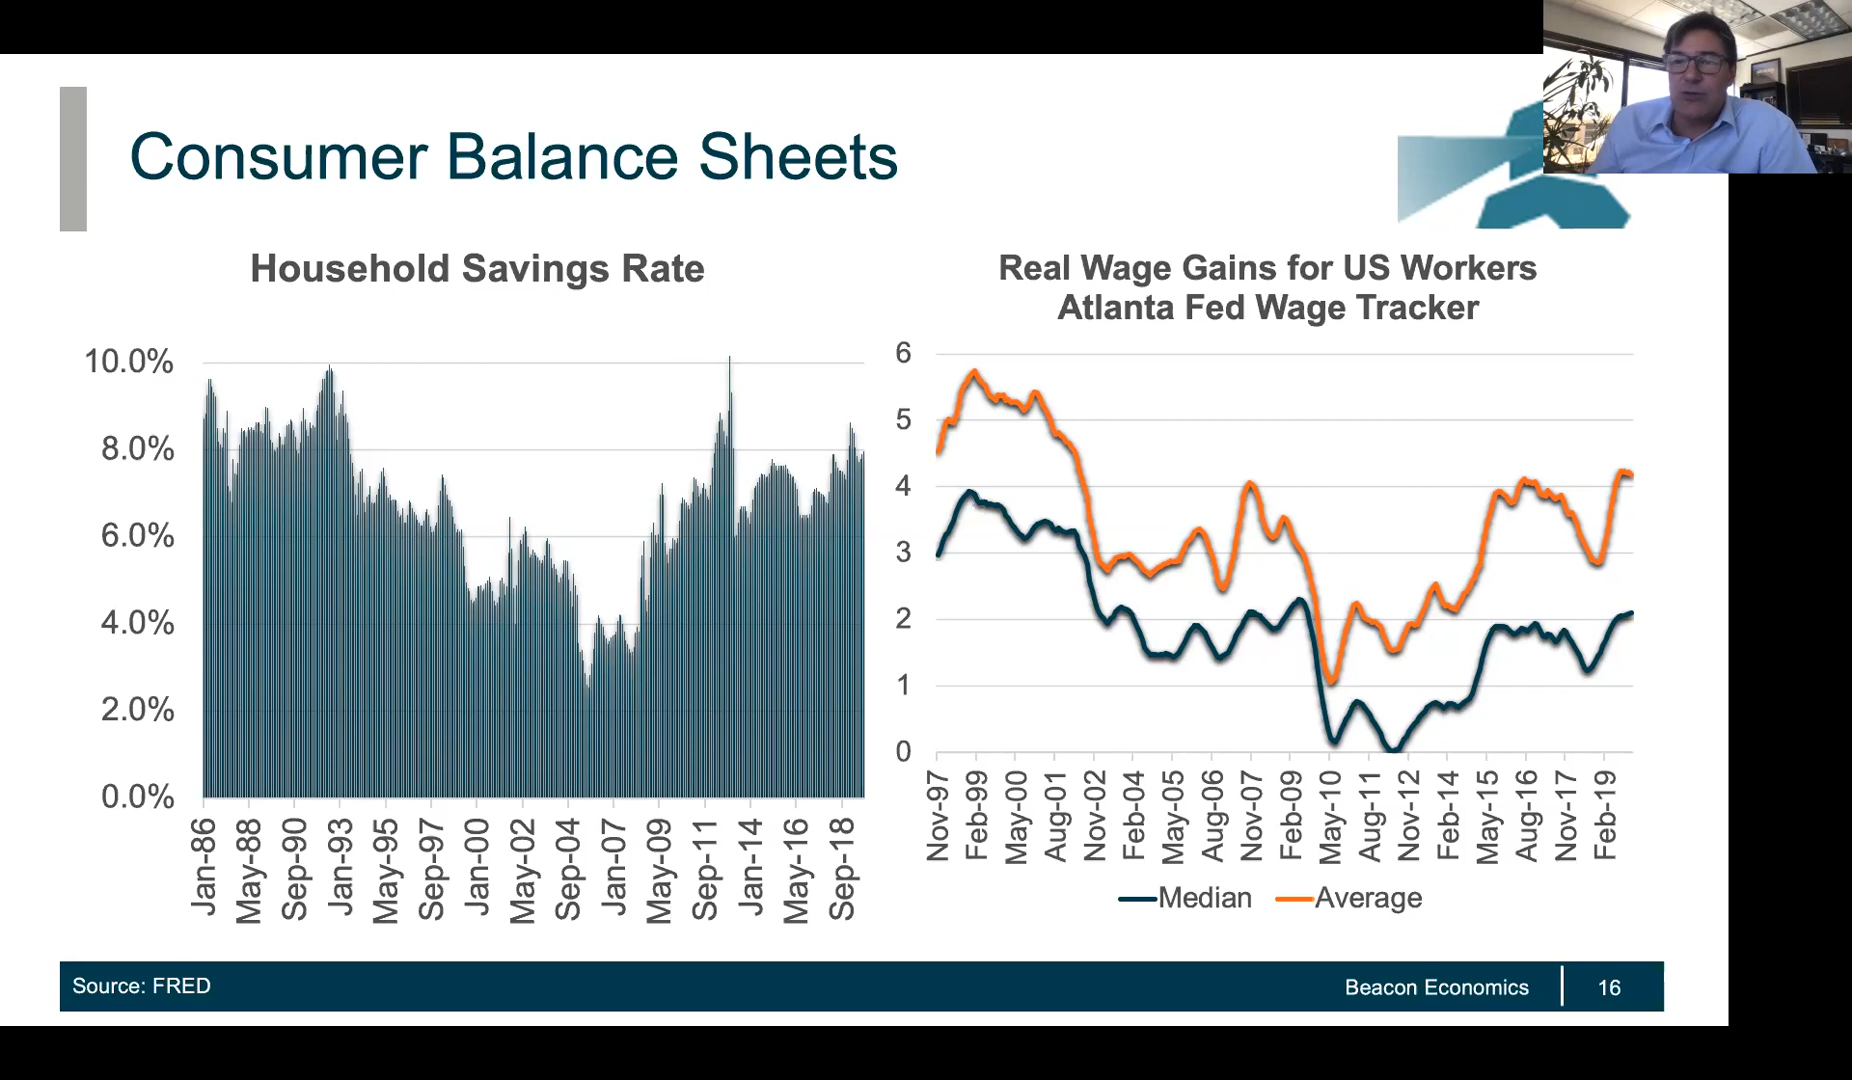 Consumer Balance Sheets
Household Savings Rate
10.0%
8.0%
6.0%
4.0%
2.0%
0.0%
Jan-86
May-88
Sep-90
Jan-93
May-95
Sep-97
Jan-00
May-02
Sep-04
Jan-07
May-09
Sep-11
Jan-14
May-16
Sep-18
Real Wage Gains for US Workers
Atlanta Fed Wage Tracker
6
5
4
3
2
1
0
Nov-97
Feb-99
May-00
Aug-01
Nov-02
Feb-04
May-05
Aug-06
Nov-07
Feb-09
May-10
Aug-11
Nov-12
Feb-14
May-15
Aug-16
Nov-17
Feb-19
Median Average
Source: FRED
Beacon Economics 16